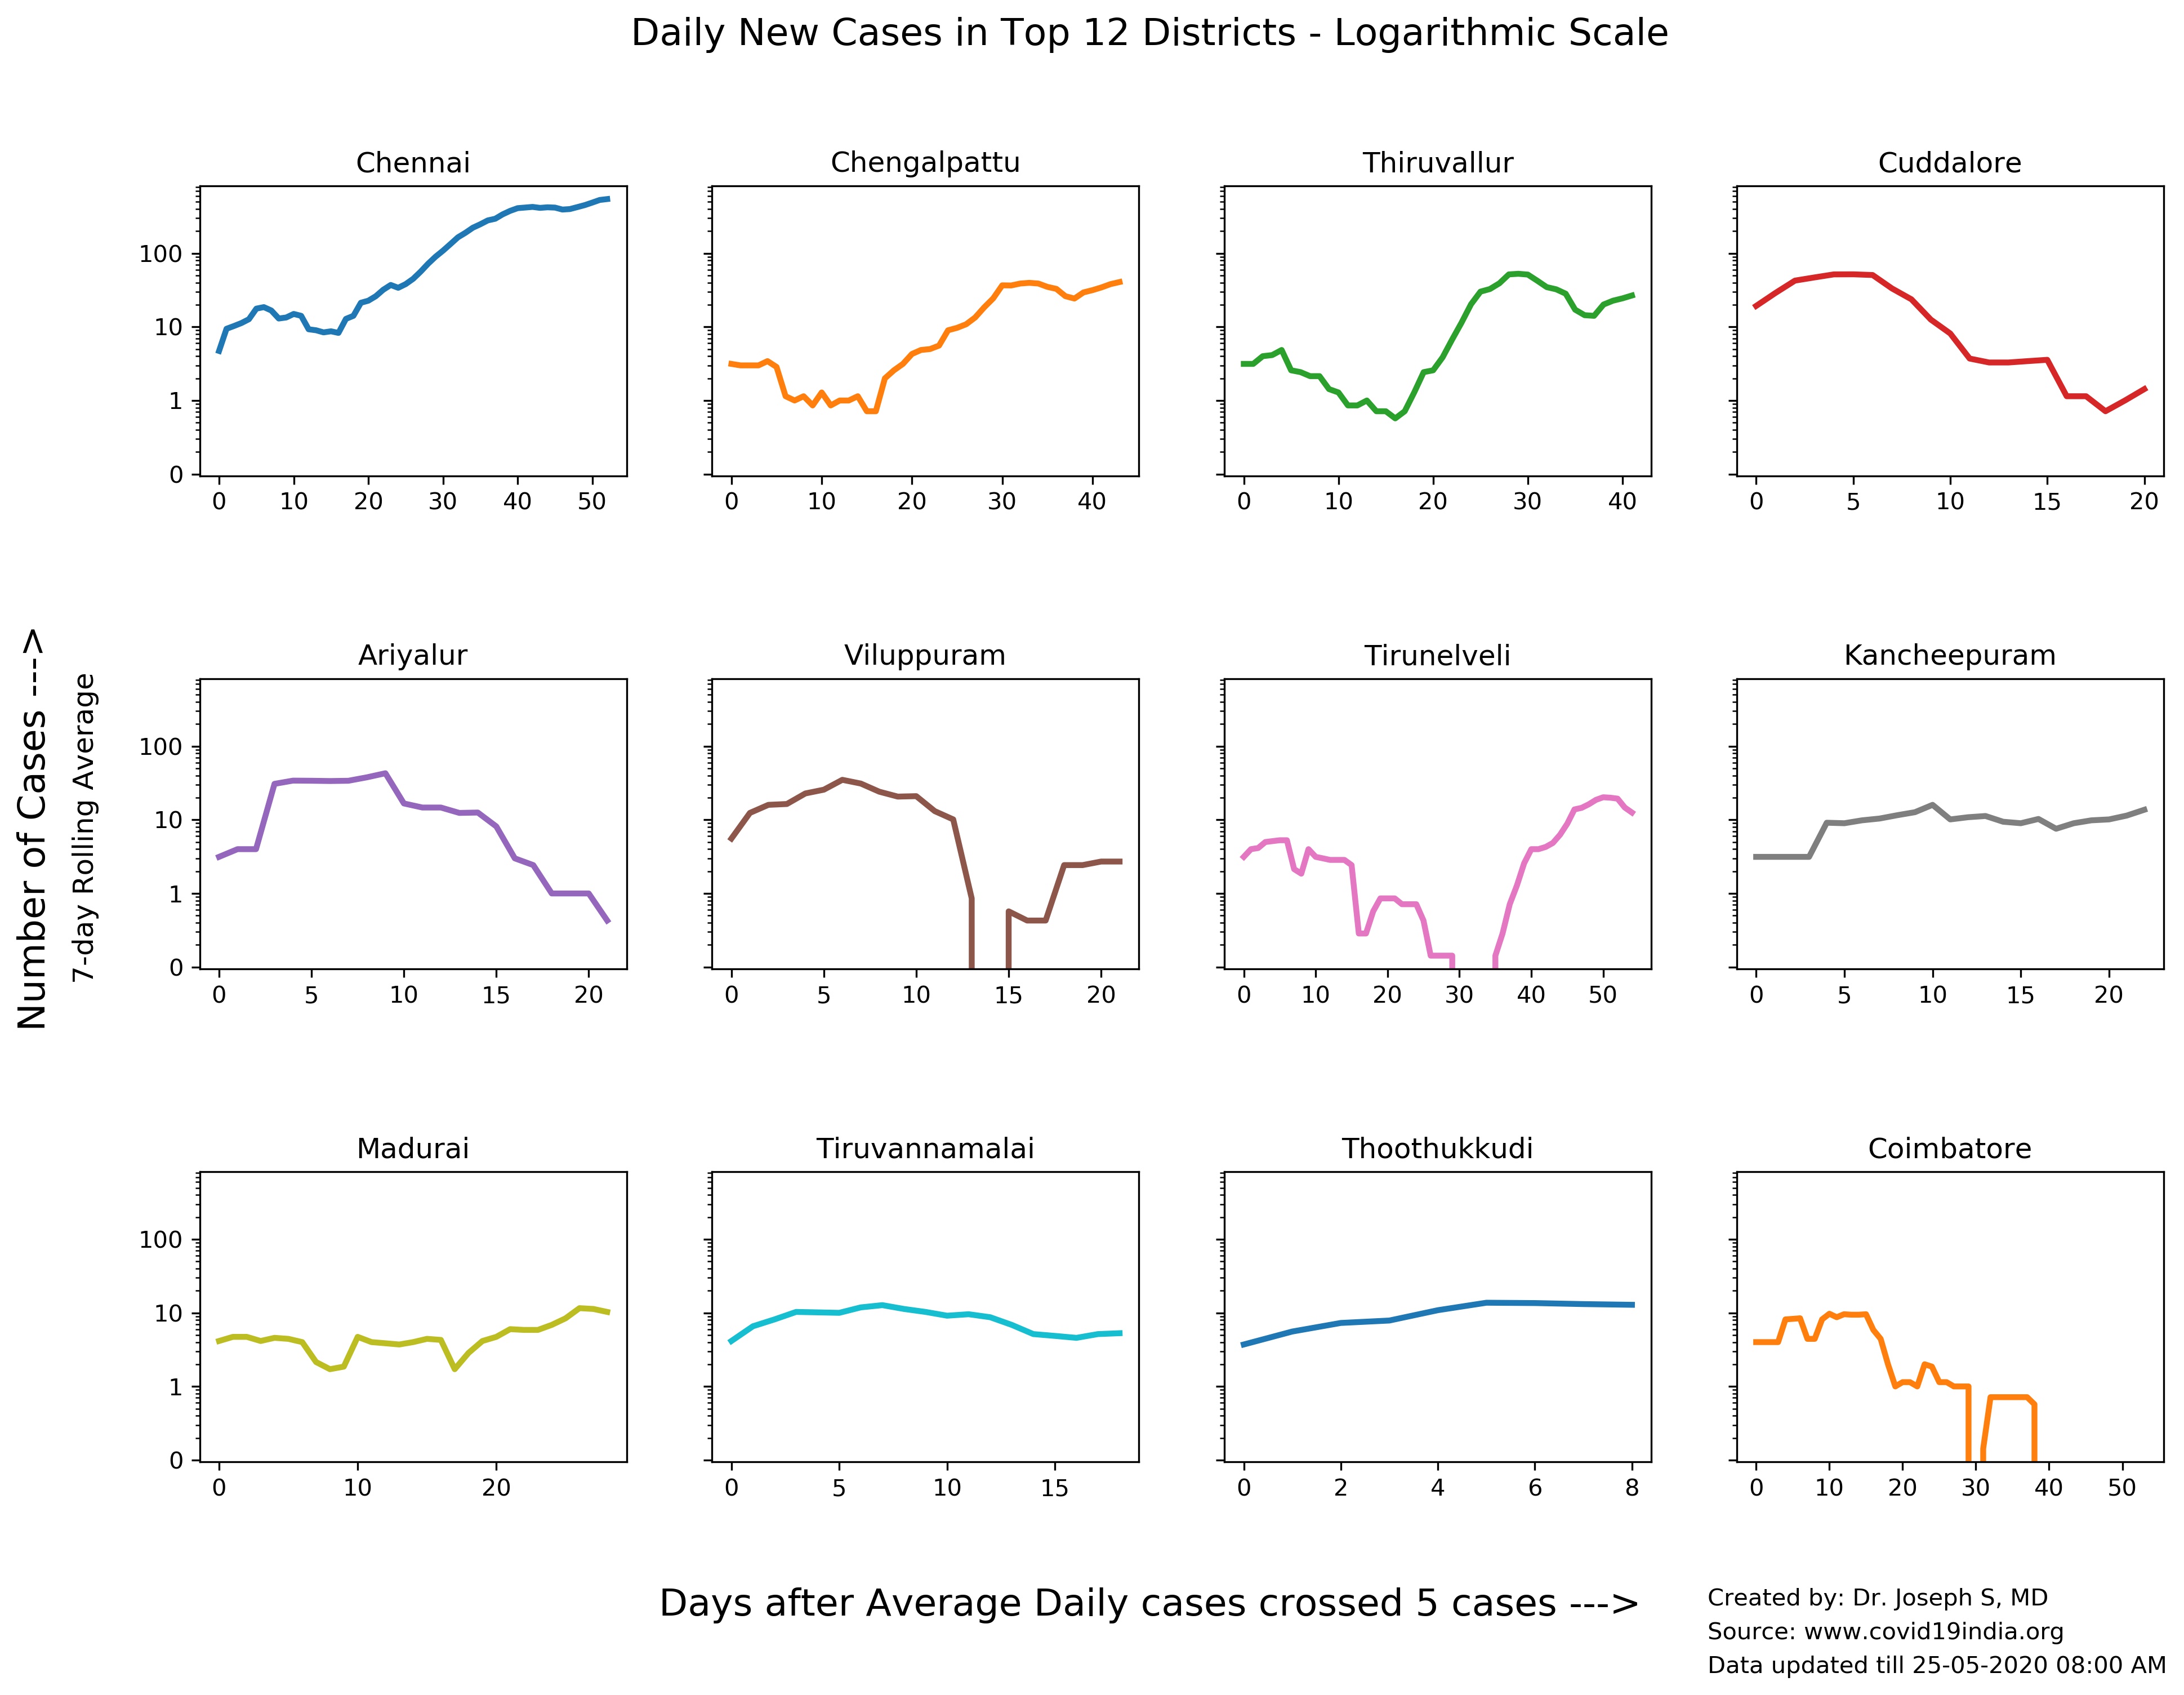 Daily New Cases in Top 12 Districts - Logarithmic Scale
Chennai
Chengalpattu
Thiruvallur
Cuddalore
100
10
1
0
0 10 20 30 40 50
0 10 20 30 40
0 10 20 30 40
0 5 10 15 20
Number of Cases --->
7-day Rolling Average
Ariyalur
Viluppuram
Tirunelveli
Kancheepuram
100
10
1
0
0 5 10 15 20
0 5 10 15 20
0 10 20 30 40 50
0 5 10 15 20
Madurai
Tiruvannamalai
Thoothukkudi
Coimbatore
100
10
1
0
0 10 20
0 5 10 15
0 2 4 6 8
0 10 20 30 40 50
Days after Average Daily cases crossed 5 cases --->
Created by: Dr. Joseph S, MD
Source: www.covid19india.org
Data updated till 25-05-2020 08:00 AM